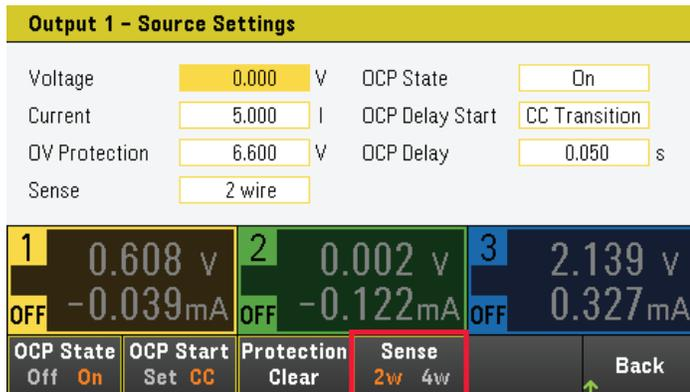 Output 1 – Source Settings
Voltage 0.000 V OCP State On
Current 5.000 I OCP Delay Start CC Transition
OV Protection 6.600 V OCP Delay 0.050 s
Sense 2 wire
1 0.608 V 2 0.002 V 3 2.139 V
OFF -0.039mA OFF -0.122mA OFF 0.327mA
OCP State OCP Start Protection Sense Back
Off On Set CC Clear 2w 4w